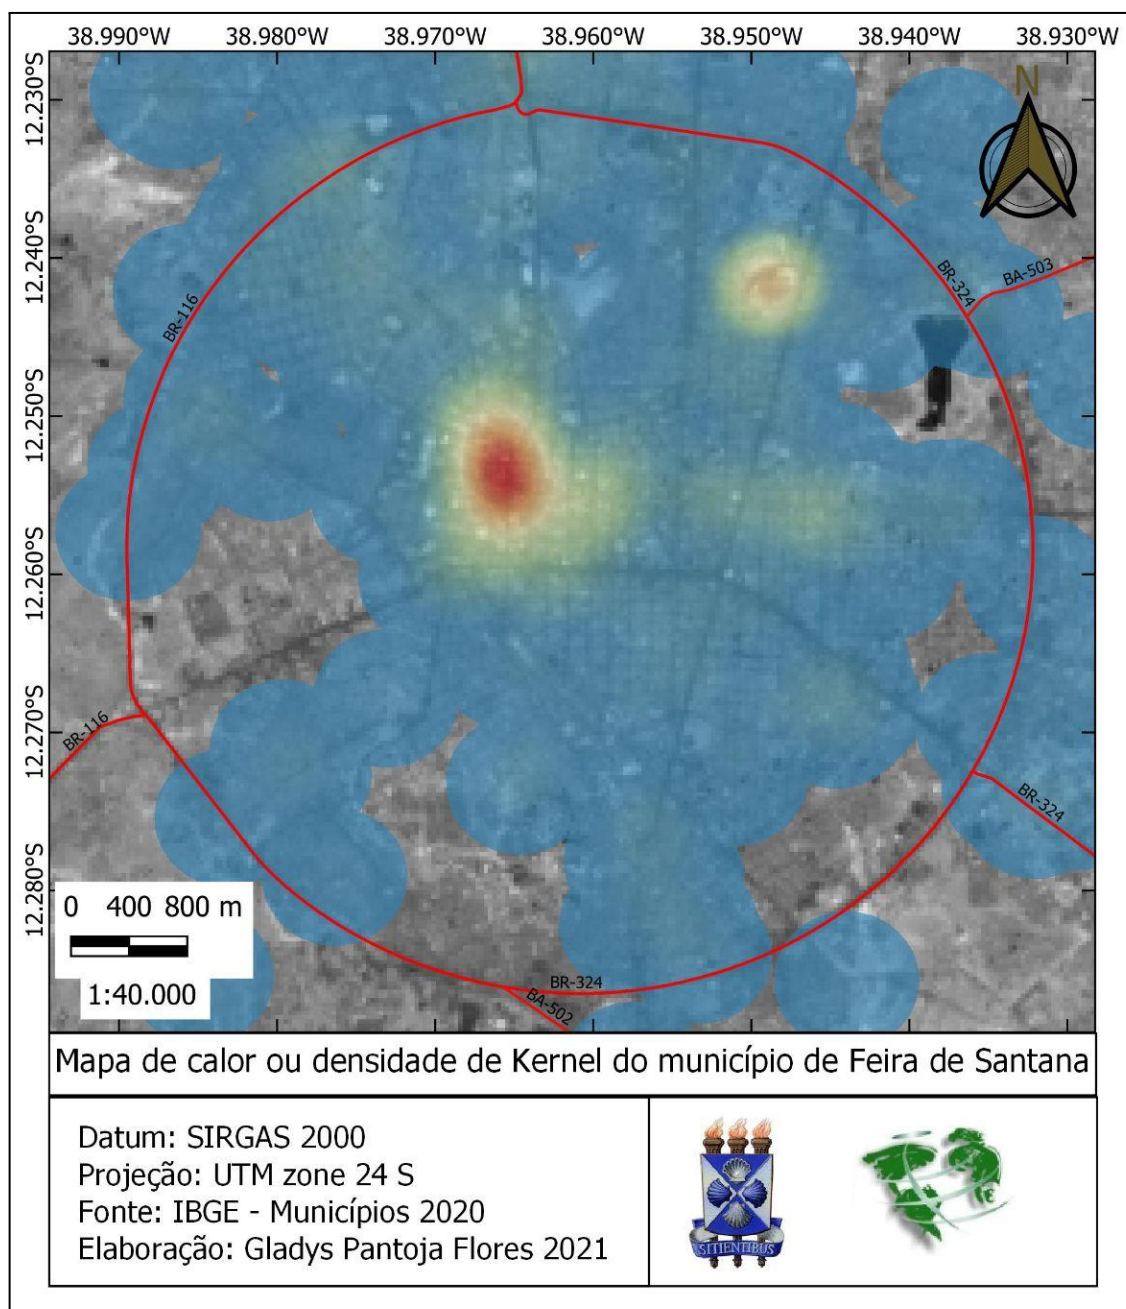 38.990°W 38.980°W 38.970°W 38.960°W 38.950°W 38.940°W 38.930°W
N
12.230°S
12.240°S
12.250°S
12.260°S
12.270°S
12.280°S
BR-116
BR-324
BA-503
BR-116
BR-324
BR-324
BA-502
0 400 800 m
1:40.000
Mapa de calor ou densidade de Kernel do município de Feira de Santana
Datum: SIRGAS 2000
Projeção: UTM zone 24 S
Fonte: IBGE - Municípios 2020
Elaboração: Gladys Pantoja Flores 2021
SITIENTIBUS